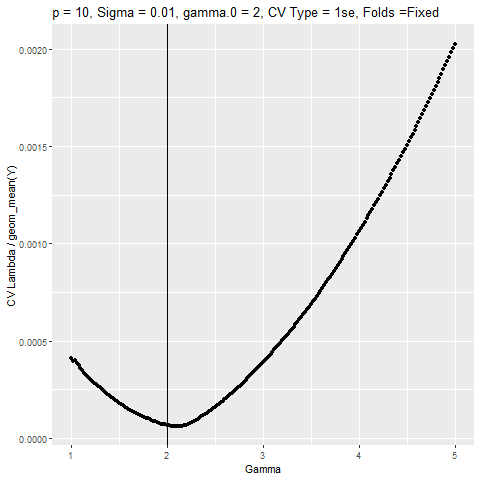 p = 10, Sigma = 0.01, gamma.0 = 2, CV Type = 1se, Folds =Fixed
0.0020
0.0015
0.0010
0.0005
0.0000
CV Lambda / geom_mean(Y)
1 2 3 4 5
Gamma